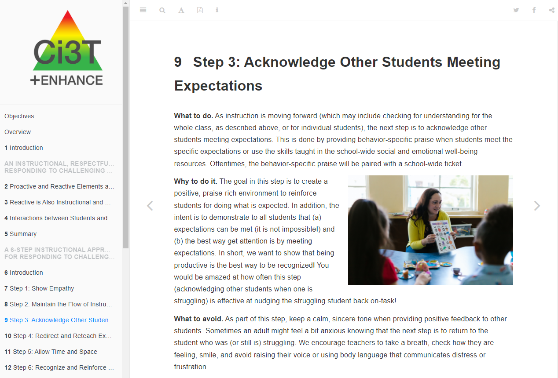 Ci3T
+ENHANCE
Objectives
Overview
1 Introduction
AN INSTRUCTIONAL, RESPECTFU...
RESPONDING TO CHALLENGING ...
2 Proactive and Reactive Elements a...
3 Reactive is Also Instructional and ...
4 Interactions between Students and ...
5 Summary
A 6-STEP INSTRUCTIONAL APPR...
FOR RESPONDING TO CHALLENG...
6 Introduction
7 Step 1: Show Empathy
8 Step 2: Maintain the Flow of Instru...
9 Step 3: Acknowledge Other Studen...
10 Step 4: Redirect and Reteach Ex...
11 Step 5: Allow Time and Space
12 Step 6: Recognize and Reinforce ...
9 Step 3: Acknowledge Other Students Meeting
Expectations
What to do. As instruction is moving forward (which may include checking for understanding for the
whole class, as described above, or for individual students), the next step is to acknowledge other
students meeting expectations. This is done by providing behavior-specific praise when students meet the
specific expectations or use the skills taught in the school-wide social and emotional well-being
resources. Oftentimes, the behavior-specific praise will be paired with a school-wide ticket!
Why to do it. The goal in this step is to create a
positive, praise rich environment to reinforce
students for doing what is expected. In addition, the
intent is to demonstrate to all students that (a)
expectations can be met (it is not impossible!) and
(b) the best way get attention is by meeting
expectations. In short, we want to show that being
productive is the best way to be recognized! You
would be amazed at how often this step
(acknowledging other students when one is
struggling) is effective at nudging the struggling student back on-task!
What to avoid. As part of this step, keep a calm, sincere tone when providing positive feedback to other
students. Sometimes an adult might feel a bit anxious knowing that the next step is to return to the
student who was (or still is) struggling. We encourage teachers to take a breath, check how they are
feeling, smile, and avoid raising their voice or using body language that communicates distress or
frustration.